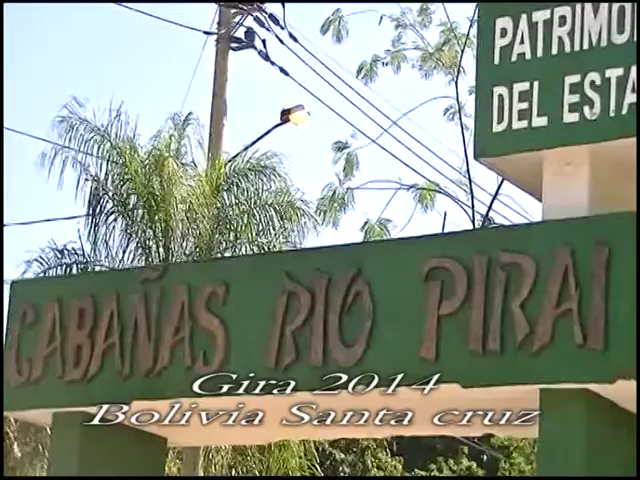 PATRIMO
DEL ESTA
CABAÑAS RIO PIRAI
Gira 2014
Bolivia Santa cruz